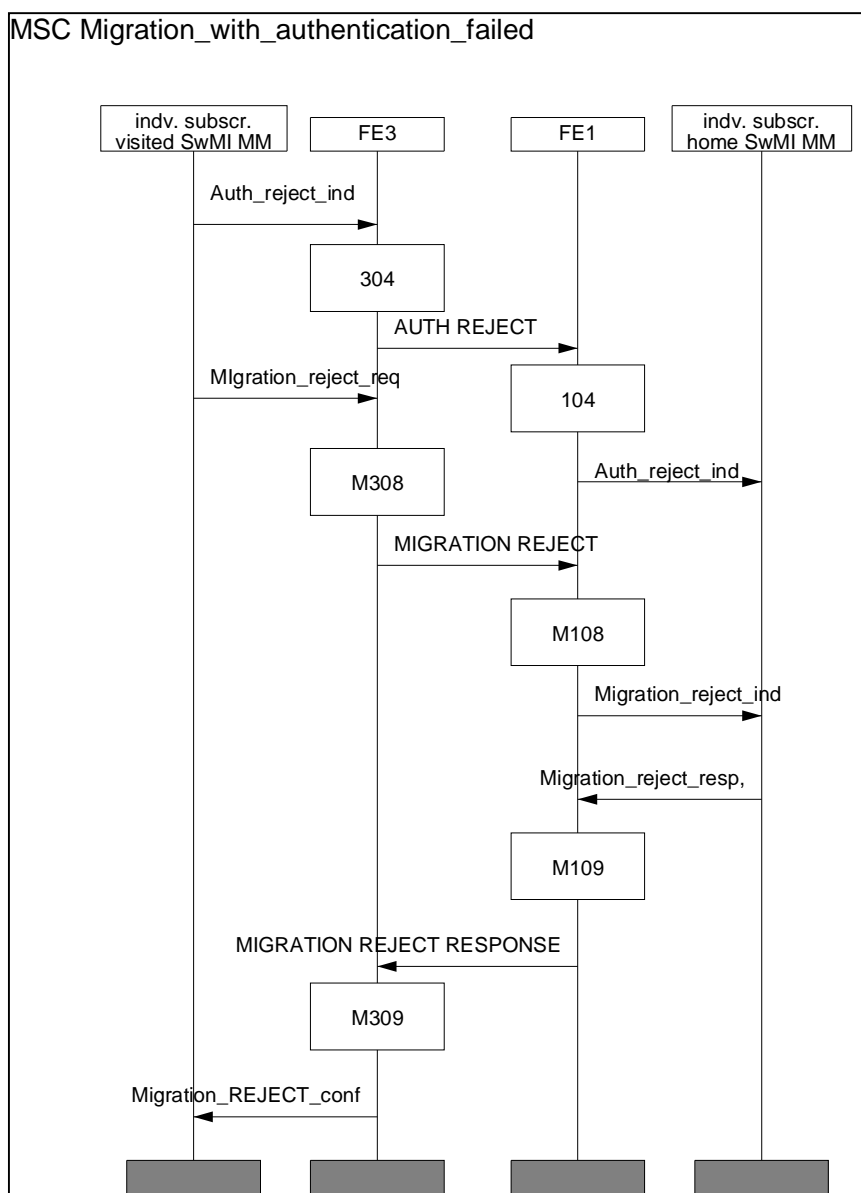 MSC Migration_with_authentication_failed
indv. subscr.
visited SwMI MM
FE3
FE1
indv. subscr.
home SwMI MM
Auth_reject_ind
304
AUTH REJECT
MIgration_reject_req
104
M308
Auth_reject_ind
MIGRATION REJECT
M108
Migration_reject_ind
Migration_reject_resp,
M109
MIGRATION REJECT RESPONSE
M309
Migration_REJECT_conf